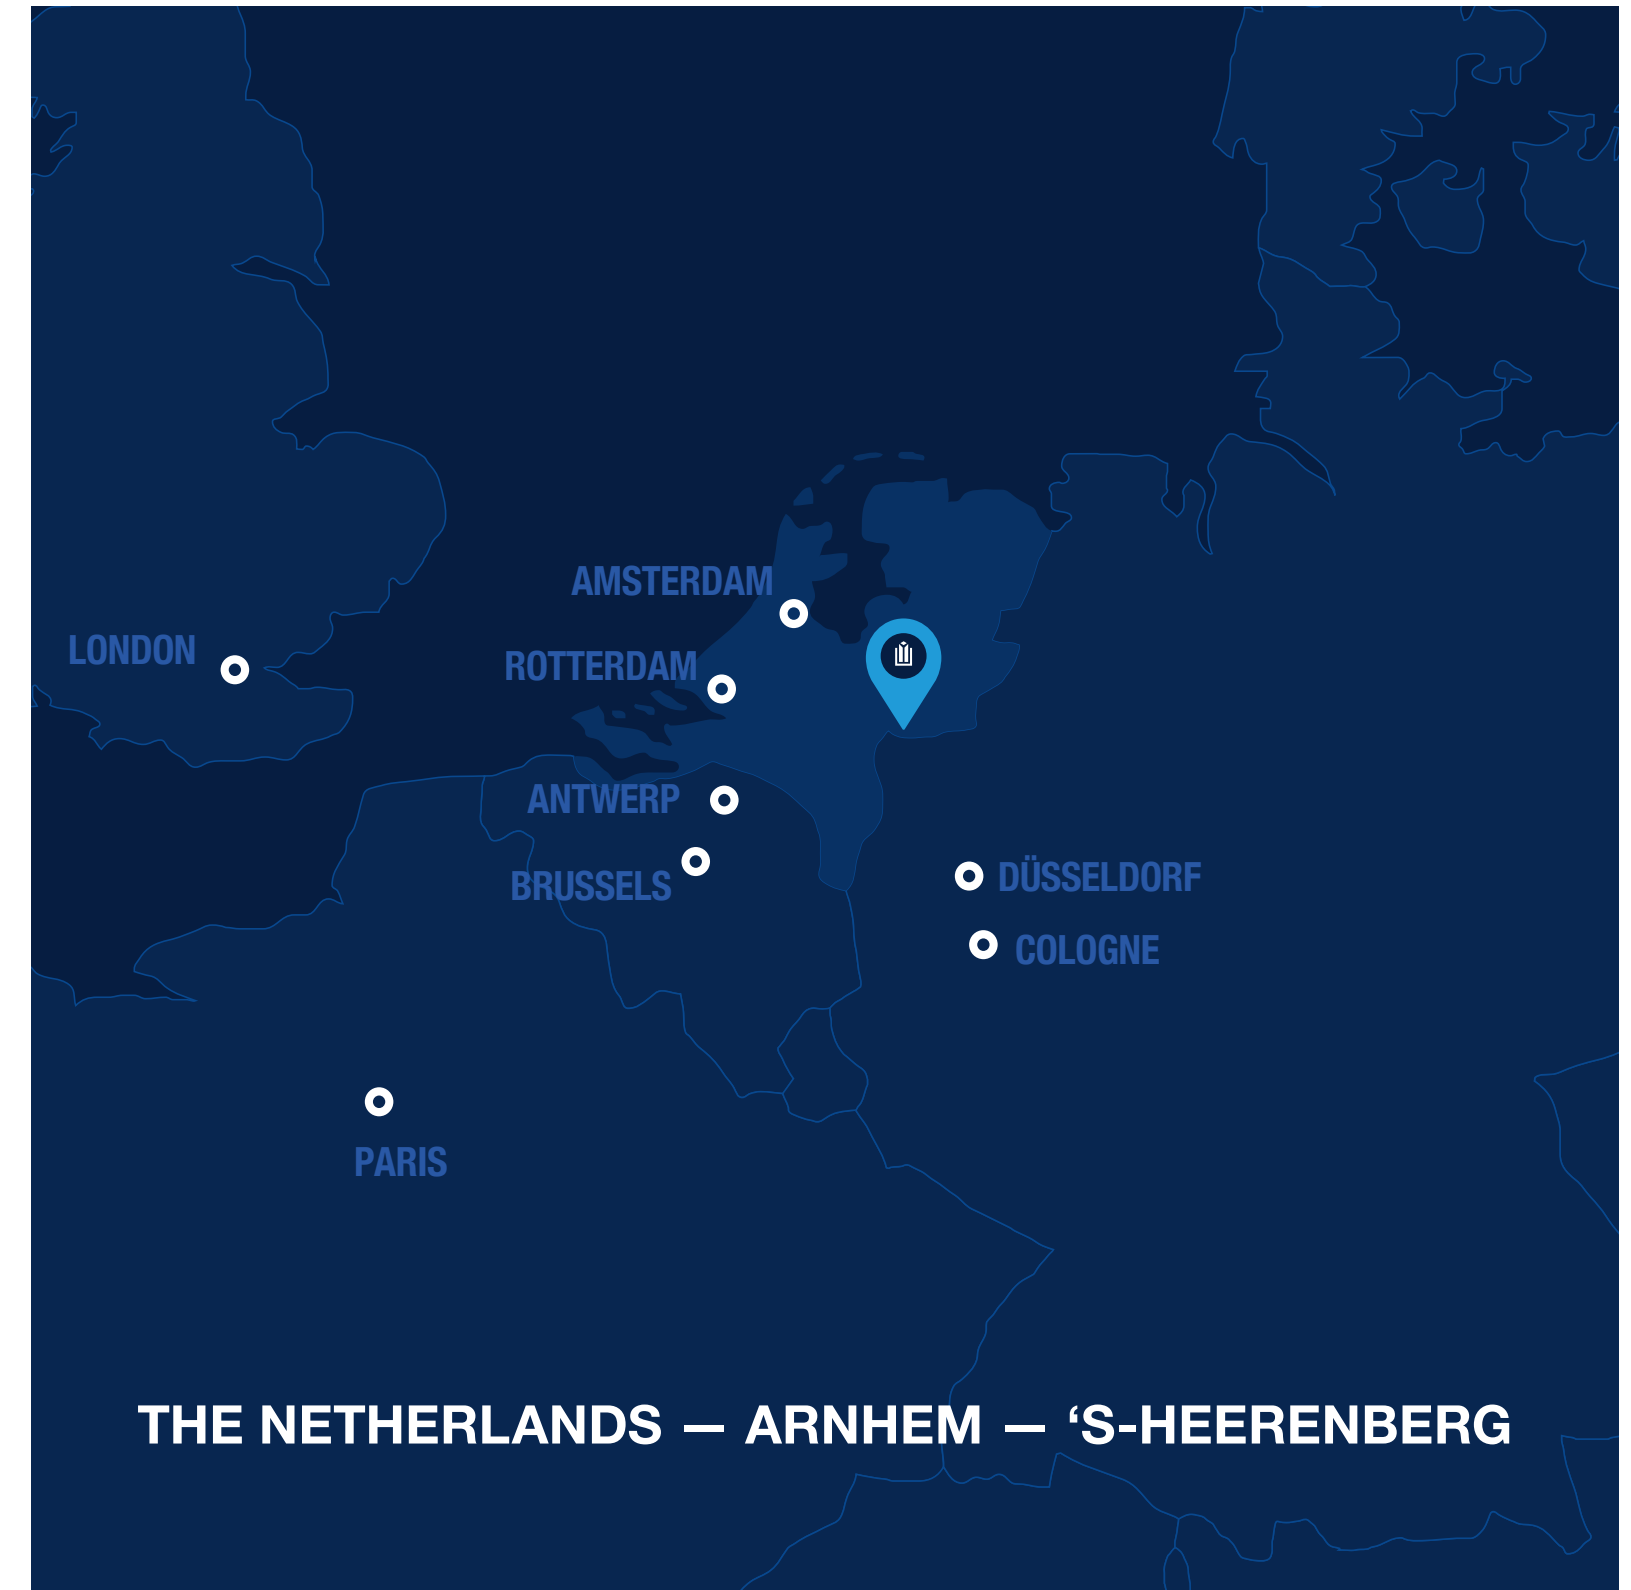 AMSTERDAM
LONDON
ROTTERDAM
ANTWERP
BRUSSELS
DÜSSELDORF
COLOGNE
PARIS
THE NETHERLANDS — ARNHEM — ‘S-HEERENBERG